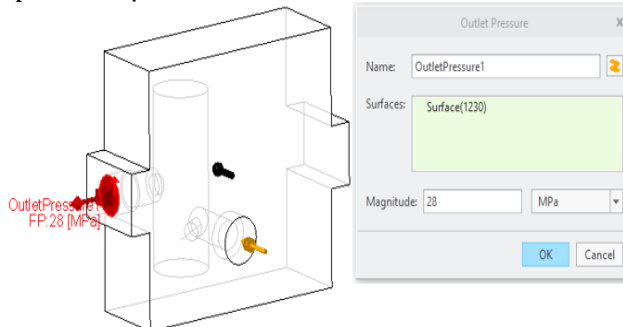 Outlet Pressure
x
Name: OutletPressure1
Surfaces: Surface(1230)
Magnitude: 28 MPa
OK Cancel
OutletPressure1
FP:28 [MPa]